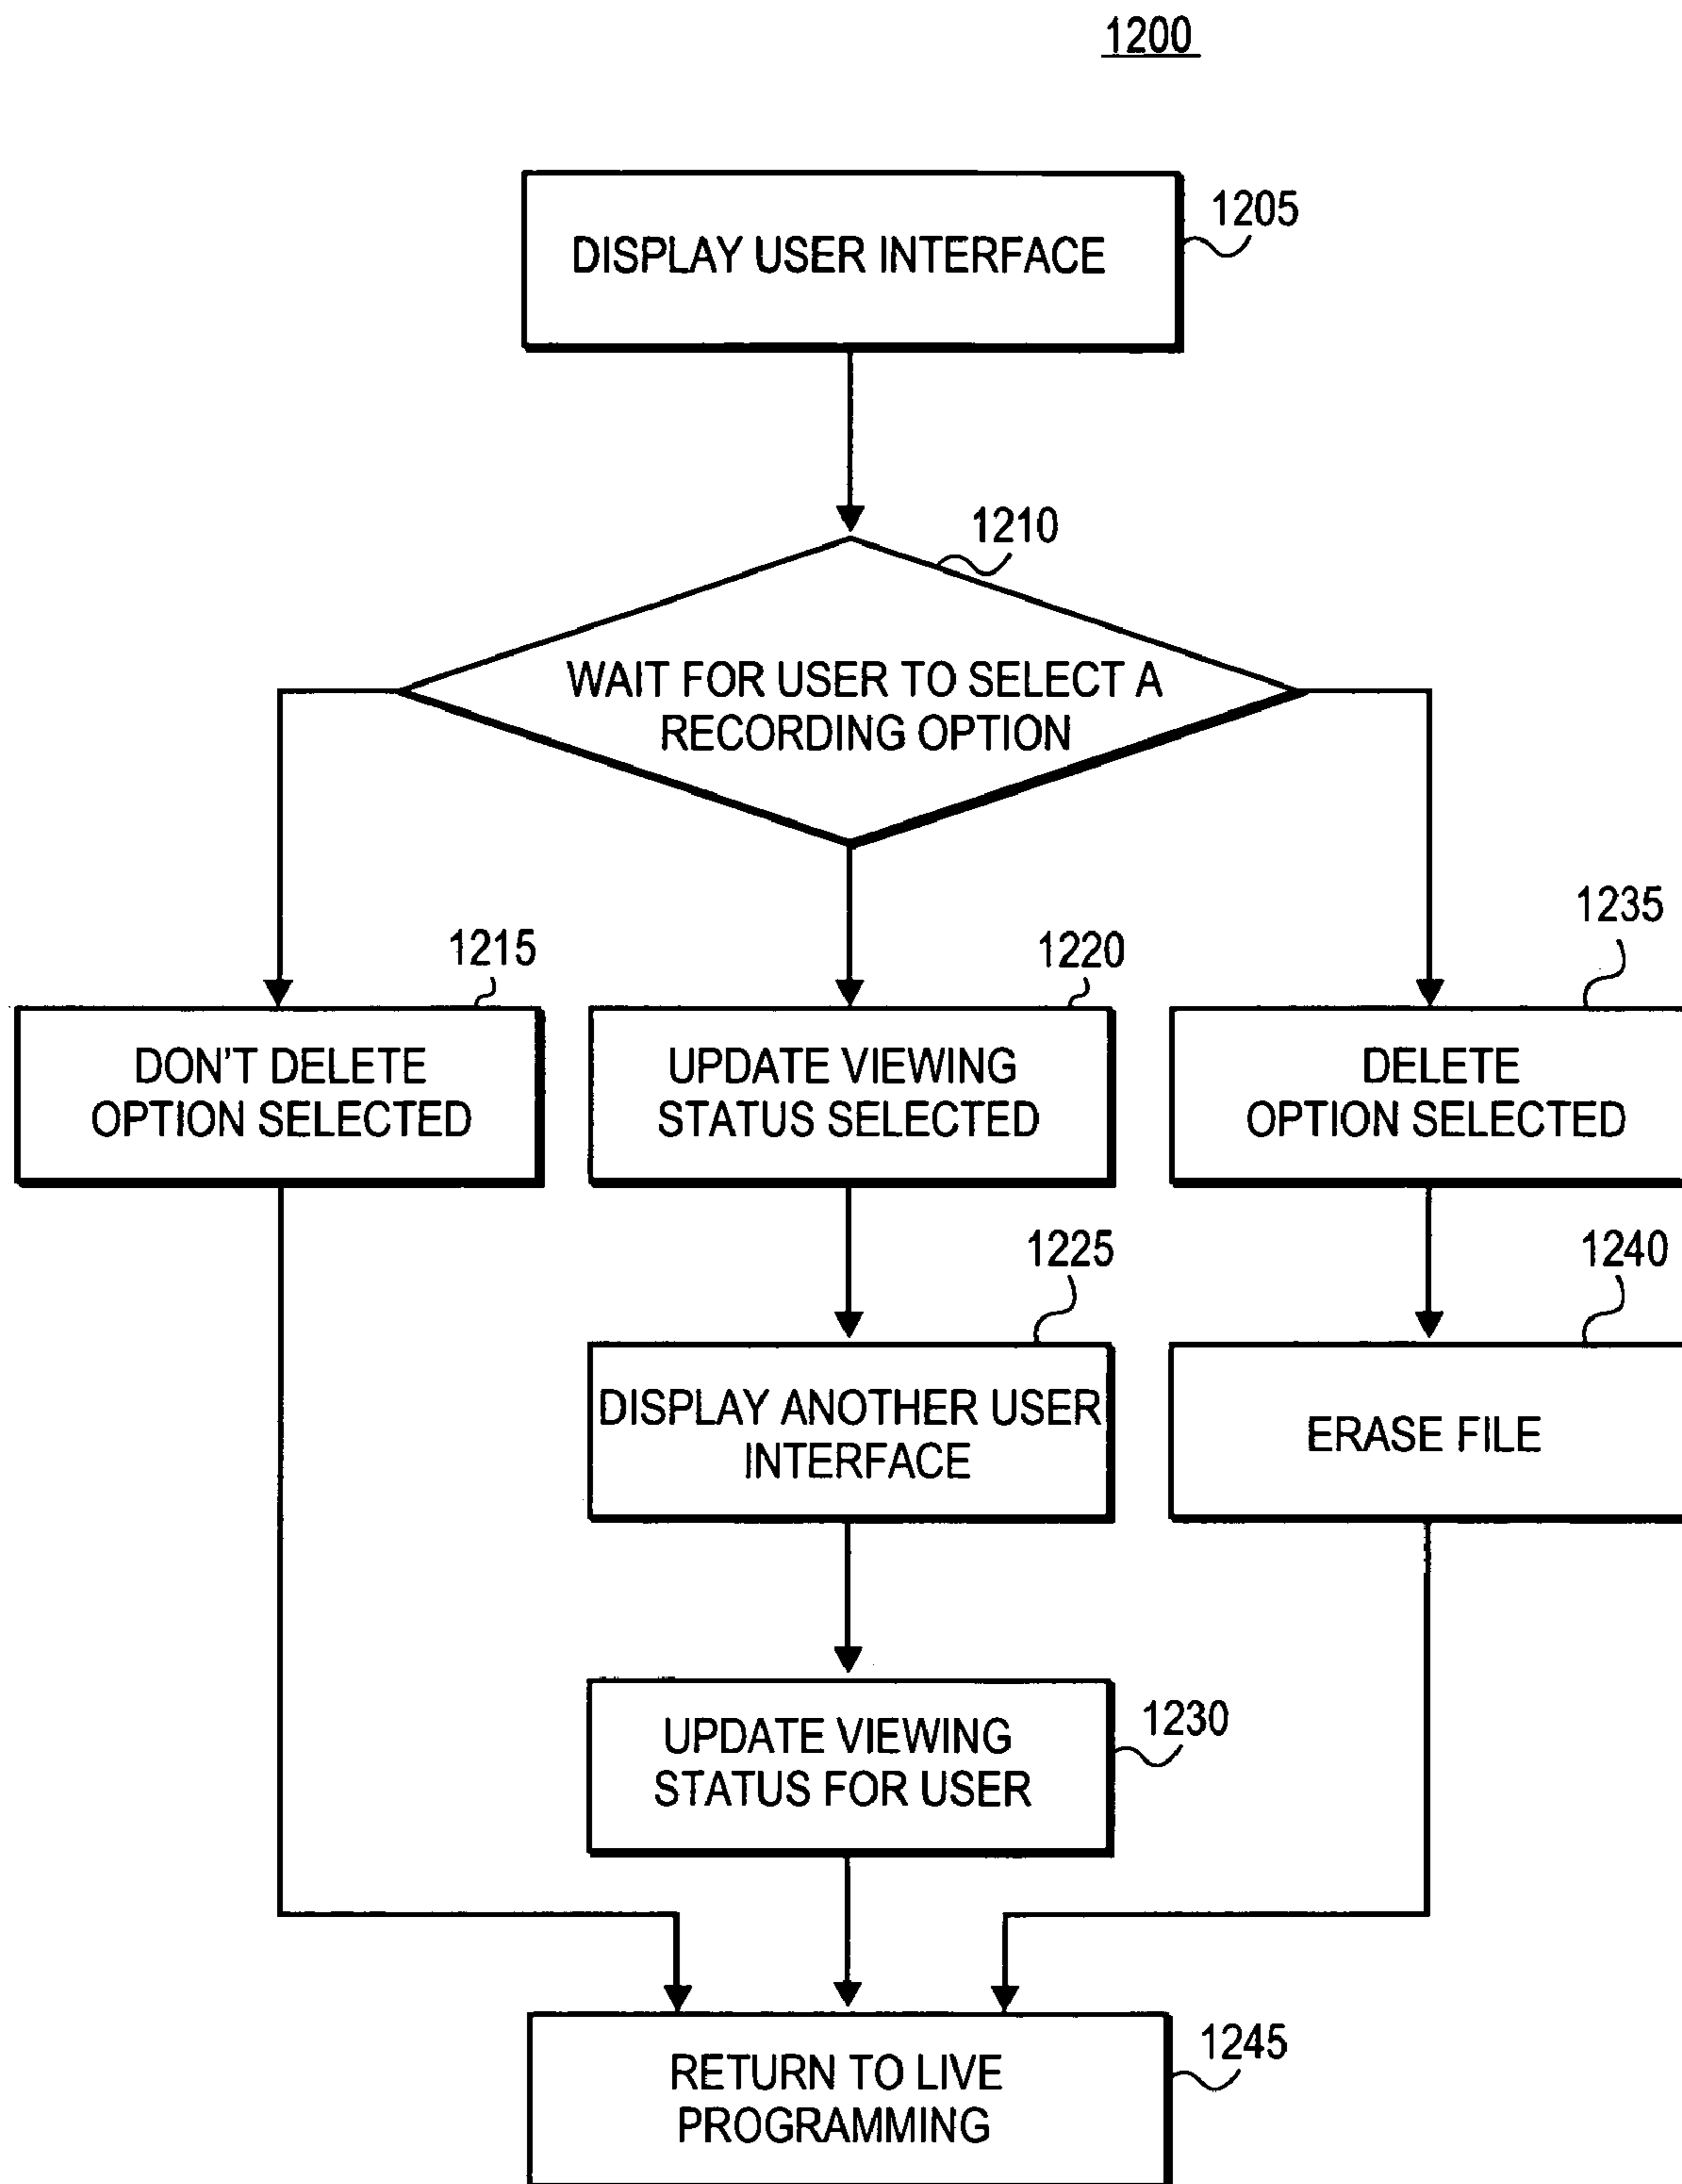 1200
DISPLAY USER INTERFACE
1205
1210
WAIT FOR USER TO SELECT A
RECORDING OPTION
1215
DON'T DELETE
OPTION SELECTED
1220
UPDATE VIEWING
STATUS SELECTED
1235
DELETE
OPTION SELECTED
1225
DISPLAY ANOTHER USER
INTERFACE
1240
ERASE FILE
UPDATE VIEWING
STATUS FOR USER
1230
RETURN TO LIVE
PROGRAMMING
1245